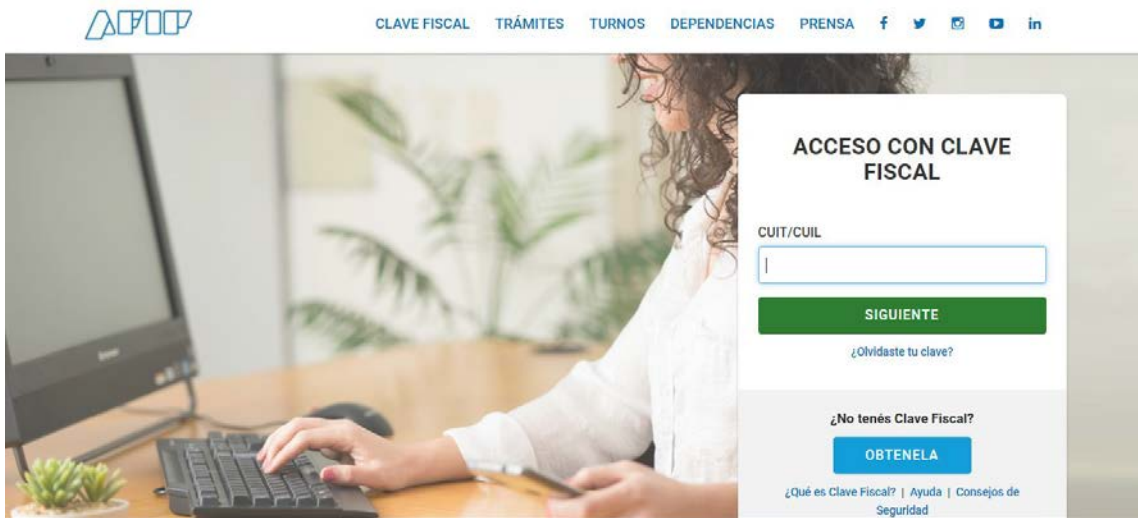 AFIP
CLAVE FISCAL TRÁMITES TURNOS DEPENDENCIAS PRENSA f in
ACCESO CON CLAVE
FISCAL
CUIT/CUIL
SIGUIENTE
¿Olvidaste tu clave?
¿No tenés Clave Fiscal?
OBTENELA
¿Qué es Clave Fiscal? | Ayuda | Consejos de
Seguridad